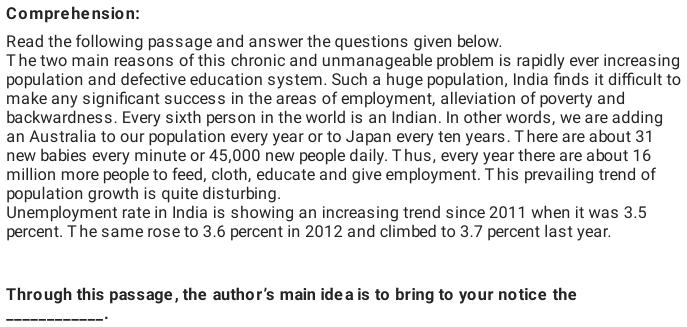 Comprehension:
Read the following passage and answer the questions given below.
The two main reasons of this chronic and unmanageable problem is rapidly ever increasing
population and defective education system. Such a huge population, India finds it difficult to
make any significant success in the areas of employment, alleviation of poverty and
backwardness. Every sixth person in the world is an Indian. In other words, we are adding
an Australia to our population every year or to Japan every ten years. There are about 31
new babies every minute or 45,000 new people daily. Thus, every year there are about 16
million more people to feed, cloth, educate and give employment. This prevailing trend of
population growth is quite disturbing.
Unemployment rate in India is showing an increasing trend since 2011 when it was 3.5
percent. The same rose to 3.6 percent in 2012 and climbed to 3.7 percent last year.
Through this passage, the author's main idea is to bring to your notice the
____________.